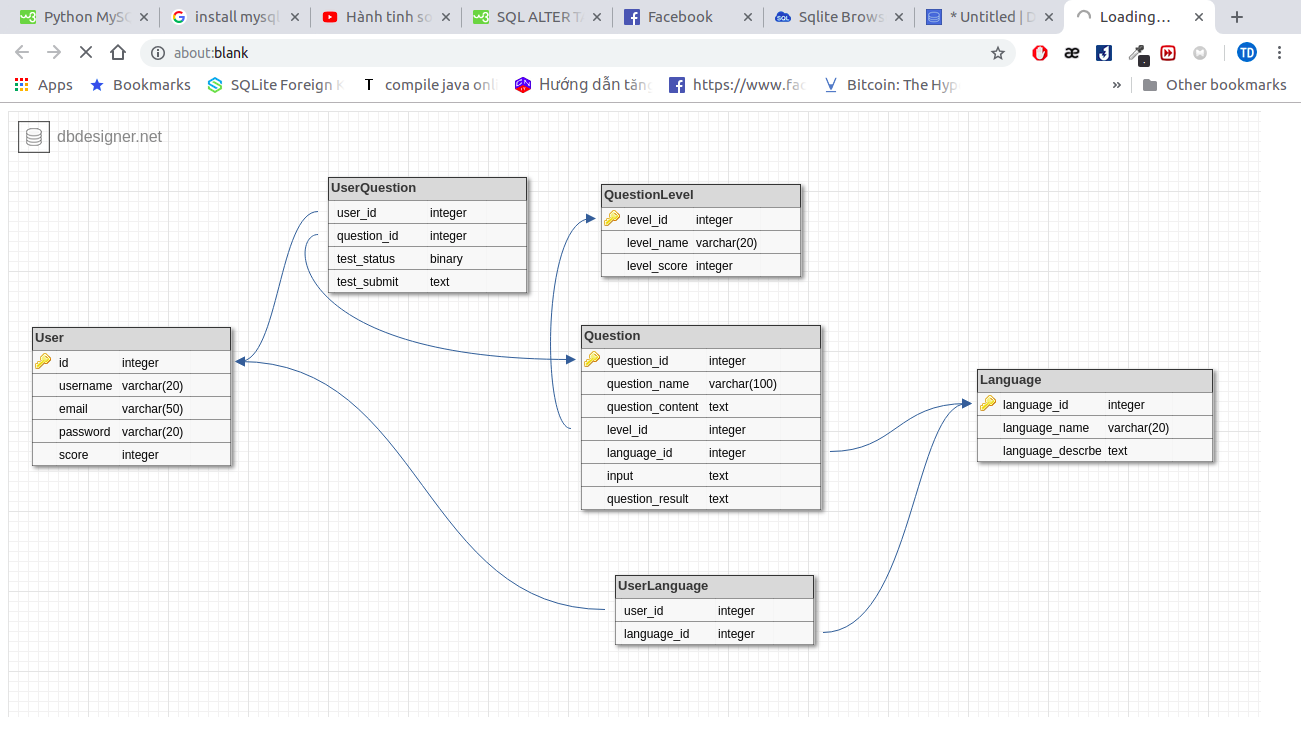 Python MySQ
install mysql
Hành tinh so
SQL ALTER TA
Facebook
Sqlite Brows
* Untitled | D
Loading…
about:blank
TD
Apps
Bookmarks
SQLite Foreign K
T compile java onli
Hướng dẫn tăng
https://www.fac
Bitcoin: The Hyp
»
Other bookmarks
dbdesigner.net
UserQuestion
user_id integer
question_id integer
test_status binary
test_submit text
QuestionLevel
level_id integer
level_name varchar(20)
level_score integer
User
id integer
username varchar(20)
email varchar(50)
password varchar(20)
score integer
Question
question_id integer
question_name varchar(100)
question_content text
level_id integer
language_id integer
input text
question_result text
Language
language_id integer
language_name varchar(20)
language_descrbe text
UserLanguage
user_id integer
language_id integer